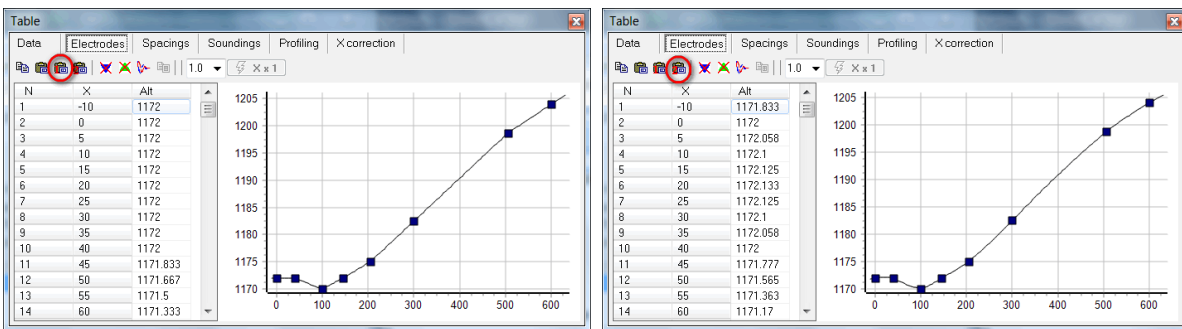 Table
Data Electrodes Spacings Soundings Profiling X correction
1.0 X x 1
N X Alt
1 -10 1172
2 0 1172
3 5 1172
4 10 1172
5 15 1172
6 20 1172
7 25 1172
8 30 1172
9 35 1172
10 40 1172
11 45 1171.833
12 50 1171.667
13 55 1171.5
14 60 1171.333
1205
1200
1195
1190
1185
1180
1175
1170
0 100 200 300 400 500 600
Table
Data Electrodes Spacings Soundings Profiling X correction
1.0 X x 1
N X Alt
1 -10 1171.833
2 0 1172
3 5 1172.058
4 10 1172.1
5 15 1172.125
6 20 1172.133
7 25 1172.125
8 30 1172.1
9 35 1172.058
10 40 1172
11 45 1171.777
12 50 1171.565
13 55 1171.363
14 60 1171.17
1205
1200
1195
1190
1185
1180
1175
1170
0 100 200 300 400 500 600